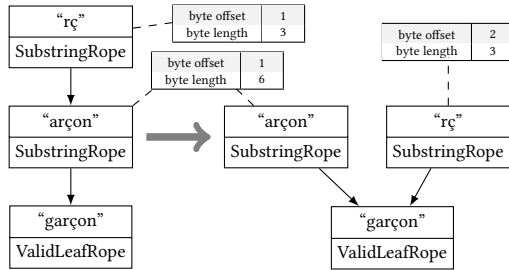 “rç”
SubstringRope
byte offset 1
byte length 3
“arçon”
SubstringRope
byte offset 1
byte length 6
“garçon”
ValidLeafRope
“arçon”
SubstringRope
byte offset 2
byte length 3
“rç”
SubstringRope
“garçon”
ValidLeafRope